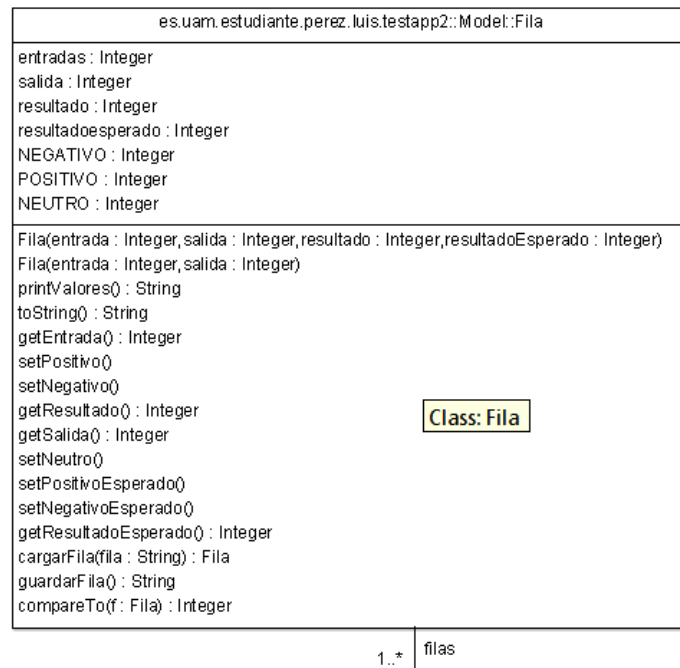 es.uam.estudiante.perez.luis.testapp2::Model::Fila
entradas : Integer
salida : Integer
resultado : Integer
resultadoesperado : Integer
NEGATIVO : Integer
POSITIVO : Integer
NEUTRO : Integer
Fila(entrada : Integer,salida : Integer,resultado : Integer,resultadoEsperado : Integer)
Fila(entrada : Integer,salida : Integer)
printValores() : String
toString() : String
getEntrada() : Integer
setPositivo()
setNegativo()
getResultado() : Integer
Class: Fila
getSalida() : Integer
setNeutro()
setPositivoEsperado()
setNegativoEsperado()
getResultadoEsperado() : Integer
cargarFila(fila : String) : Fila
guardarFila() : String
compareTo(f : Fila) : Integer
1..* filas